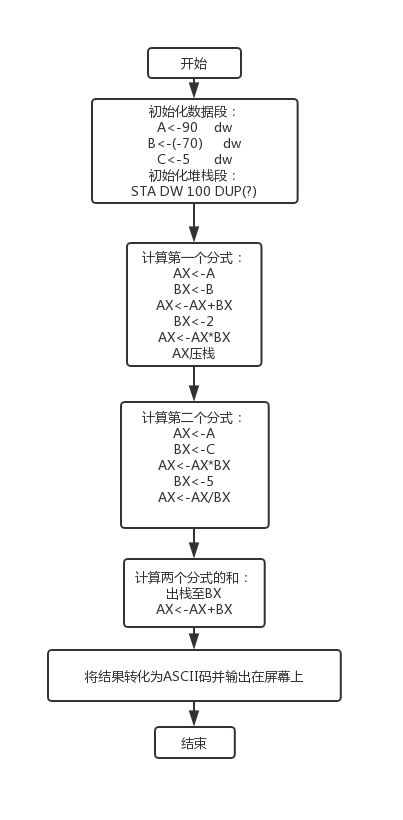 开始
初始化数据段：
A<-90 dw
B<-(-70) dw
C<-5 dw
初始化堆栈段：
STA DW 100 DUP(?)
计算第一个分式：
AX<-A
BX<-B
AX<-AX+BX
BX<-2
AX<-AX*BX
AX压栈
计算第二个分式：
AX<-A
BX<-C
AX<-AX*BX
BX<-5
AX<-AX/BX
计算两个分式的和：
出栈至BX
AX<-AX+BX
将结果转化为ASCII码并输出在屏幕上
结束